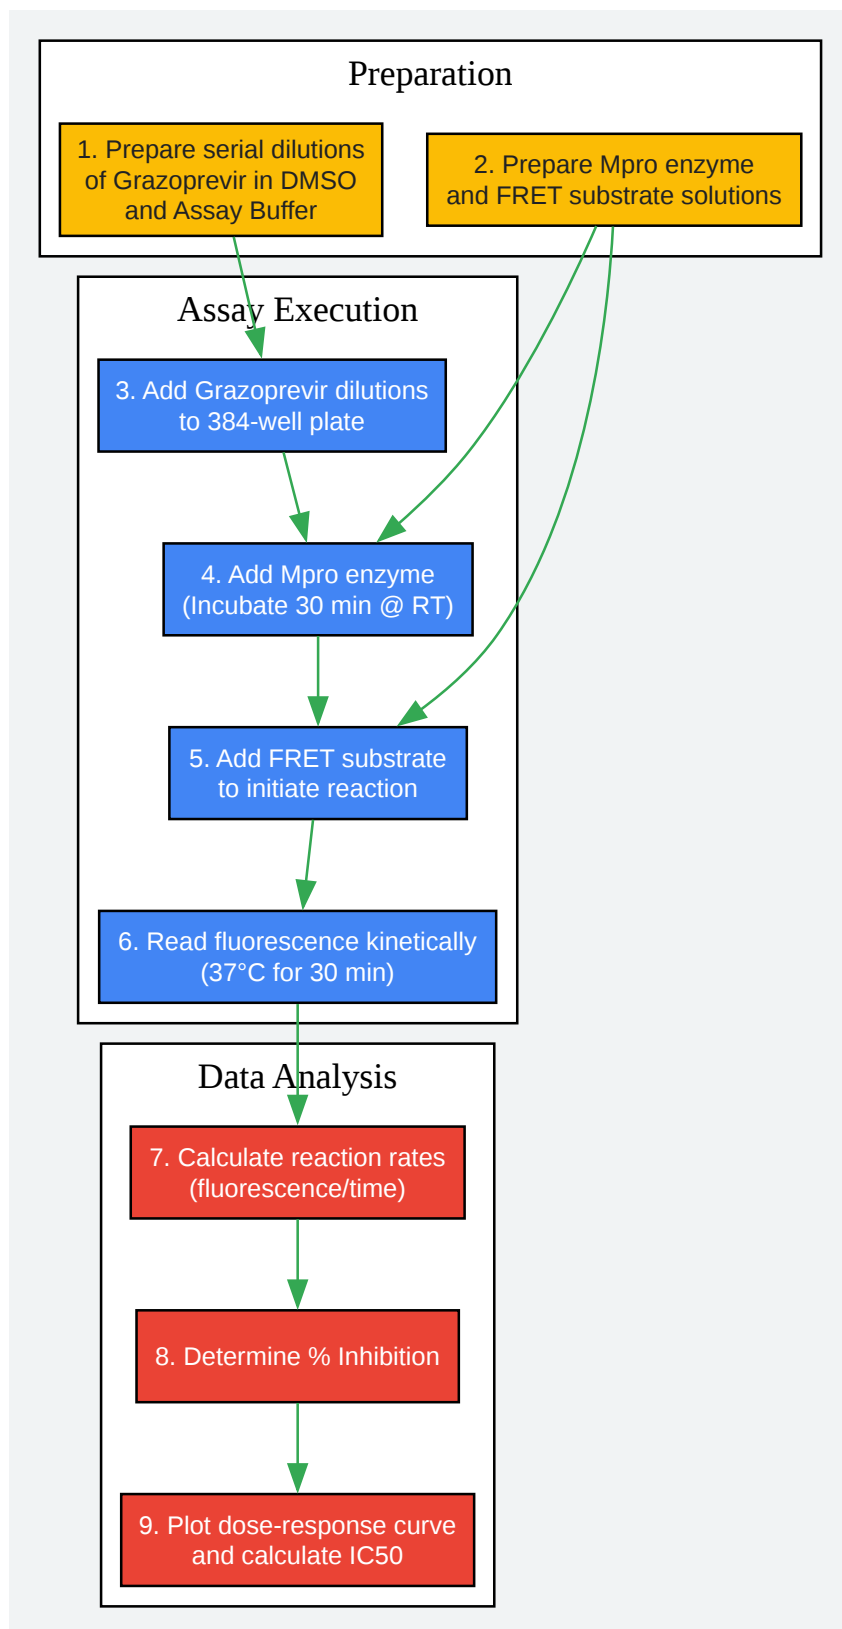 Preparation
1. Prepare serial dilutions
of Grazoprevir in DMSO
and Assay Buffer
2. Prepare Mpro enzyme
and FRET substrate solutions
Assay Execution
3. Add Grazoprevir dilutions
to 384-well plate
4. Add Mpro enzyme
(Incubate 30 min @ RT)
5. Add FRET substrate
to initiate reaction
6. Read fluorescence kinetically
(37°C for 30 min)
Data Analysis
7. Calculate reaction rates
(fluorescence/time)
8. Determine % Inhibition
9. Plot dose-response curve
and calculate IC50